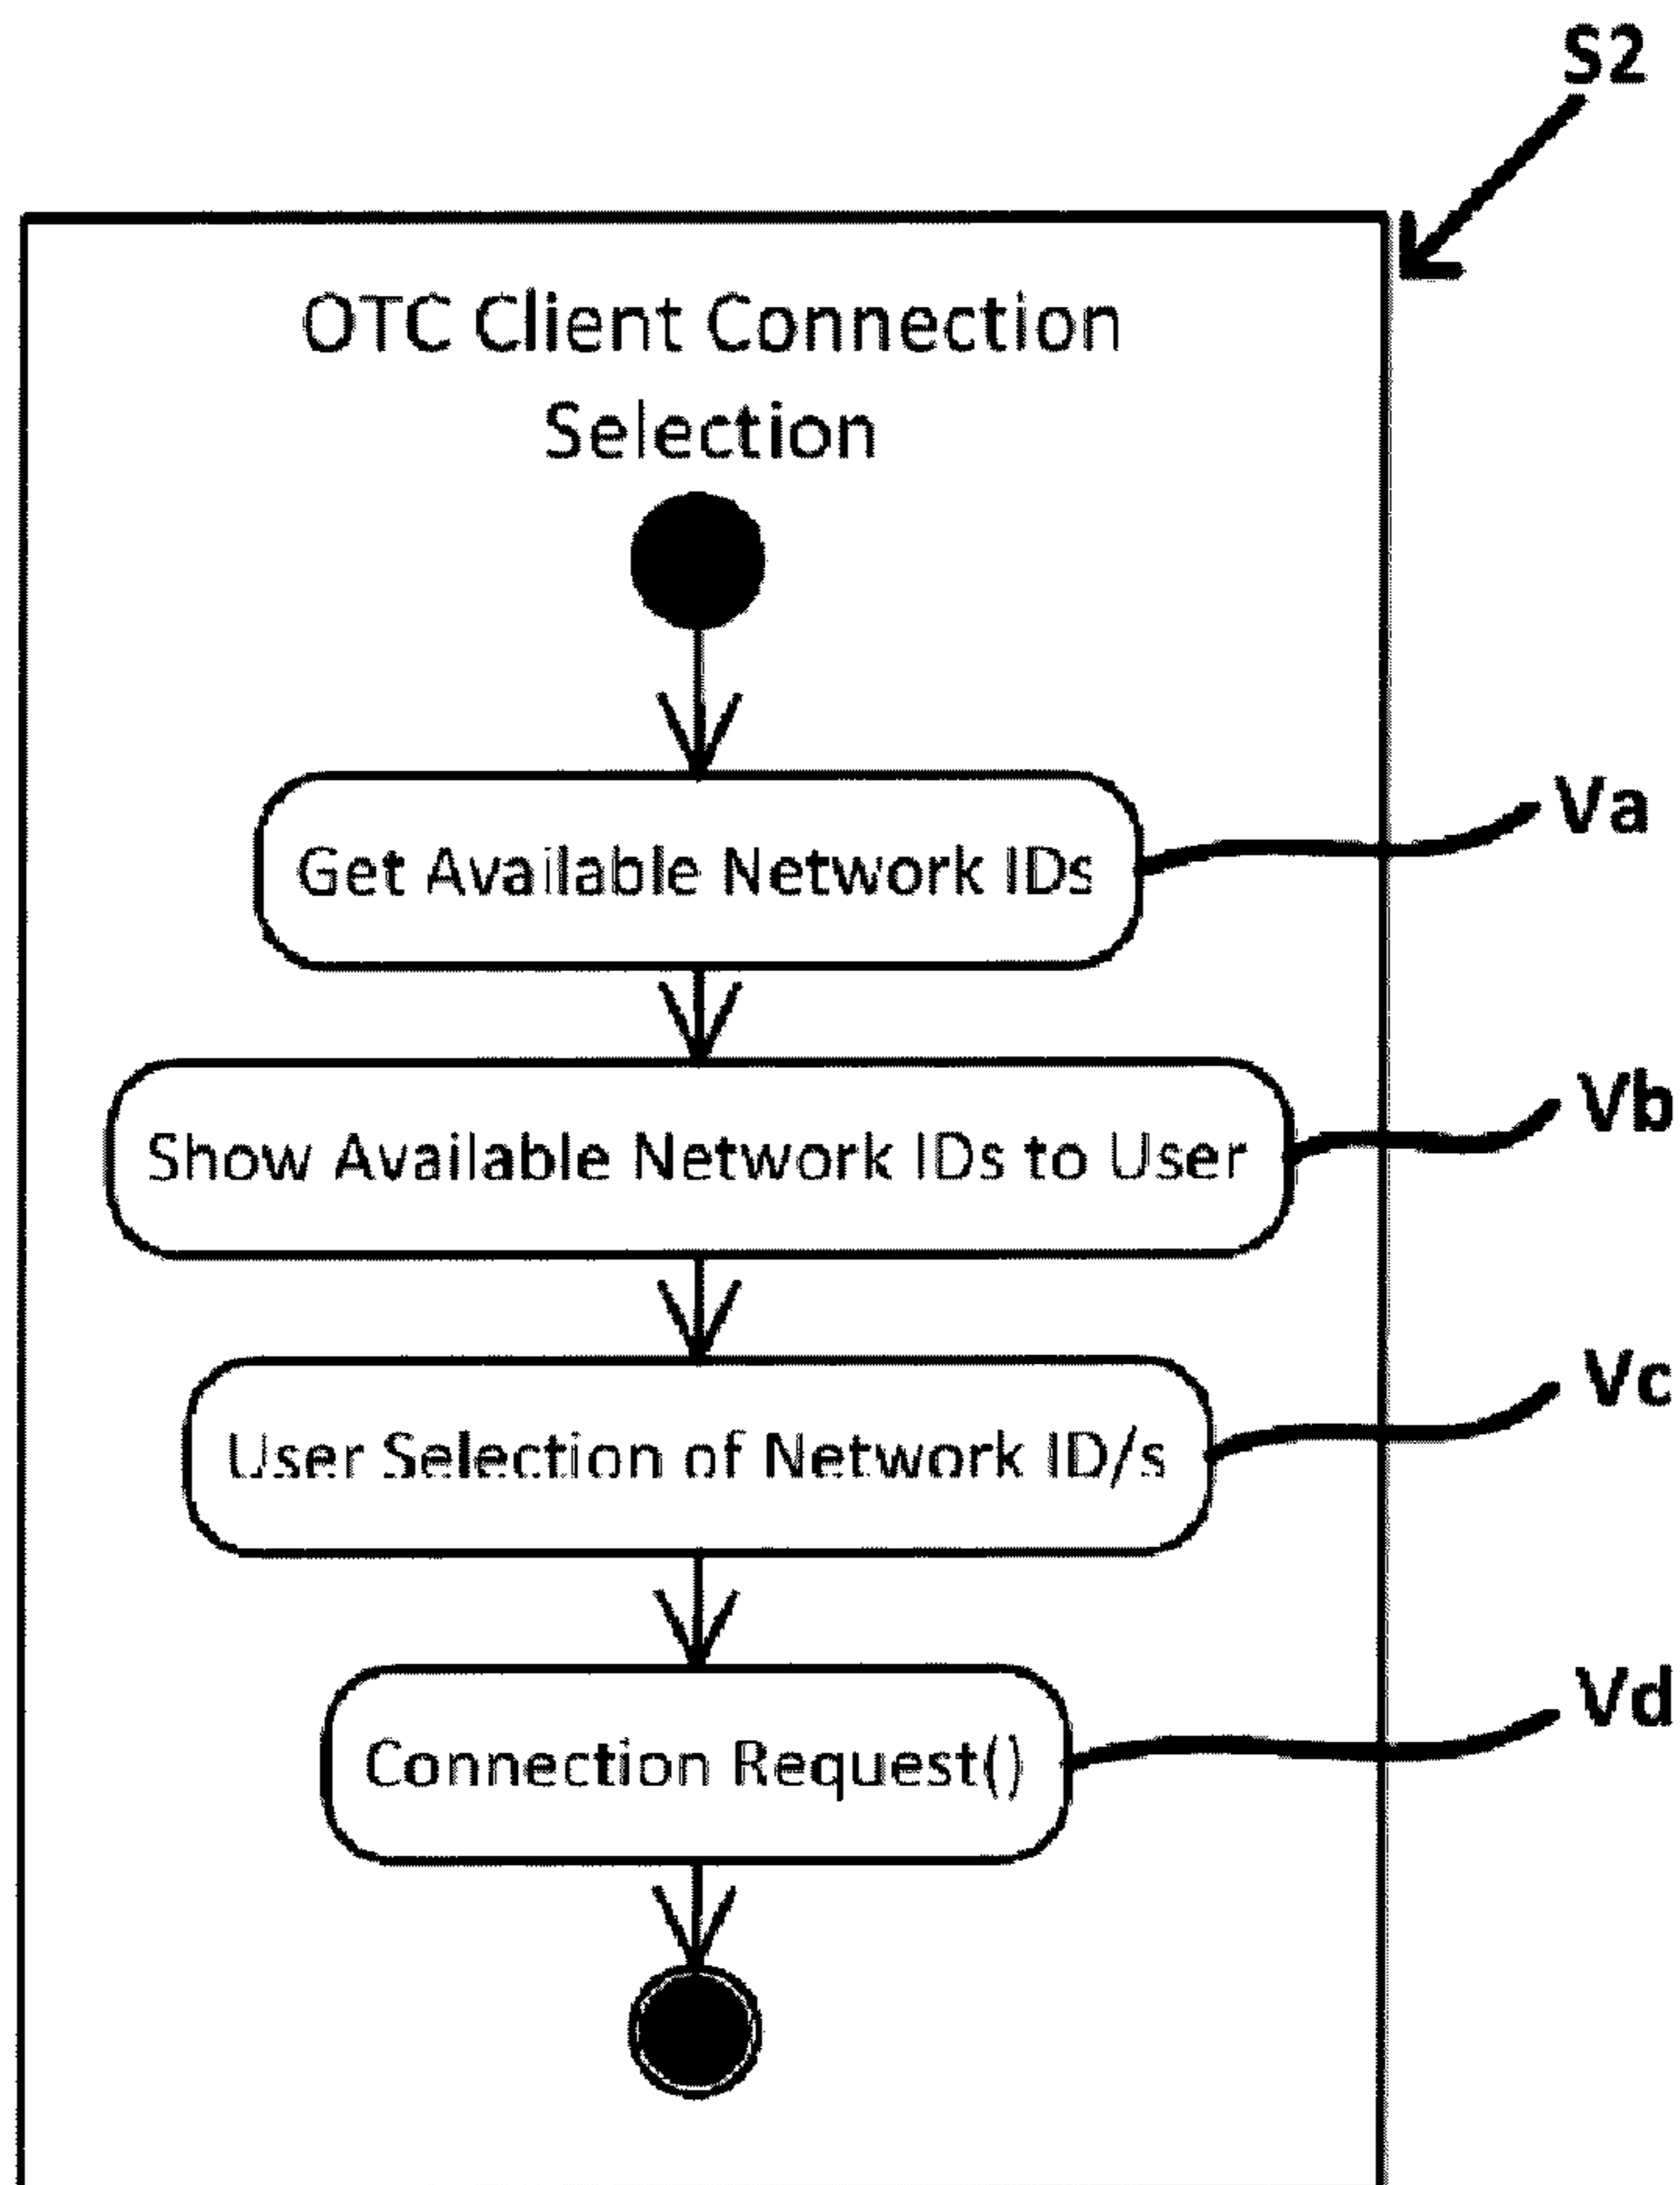 S2
OTC Client Connection
Selection
Get Available Network IDs
Va
Show Available Network IDs to User
Vb
User Selection of Network ID/s
Vc
Connection Request()
Vd